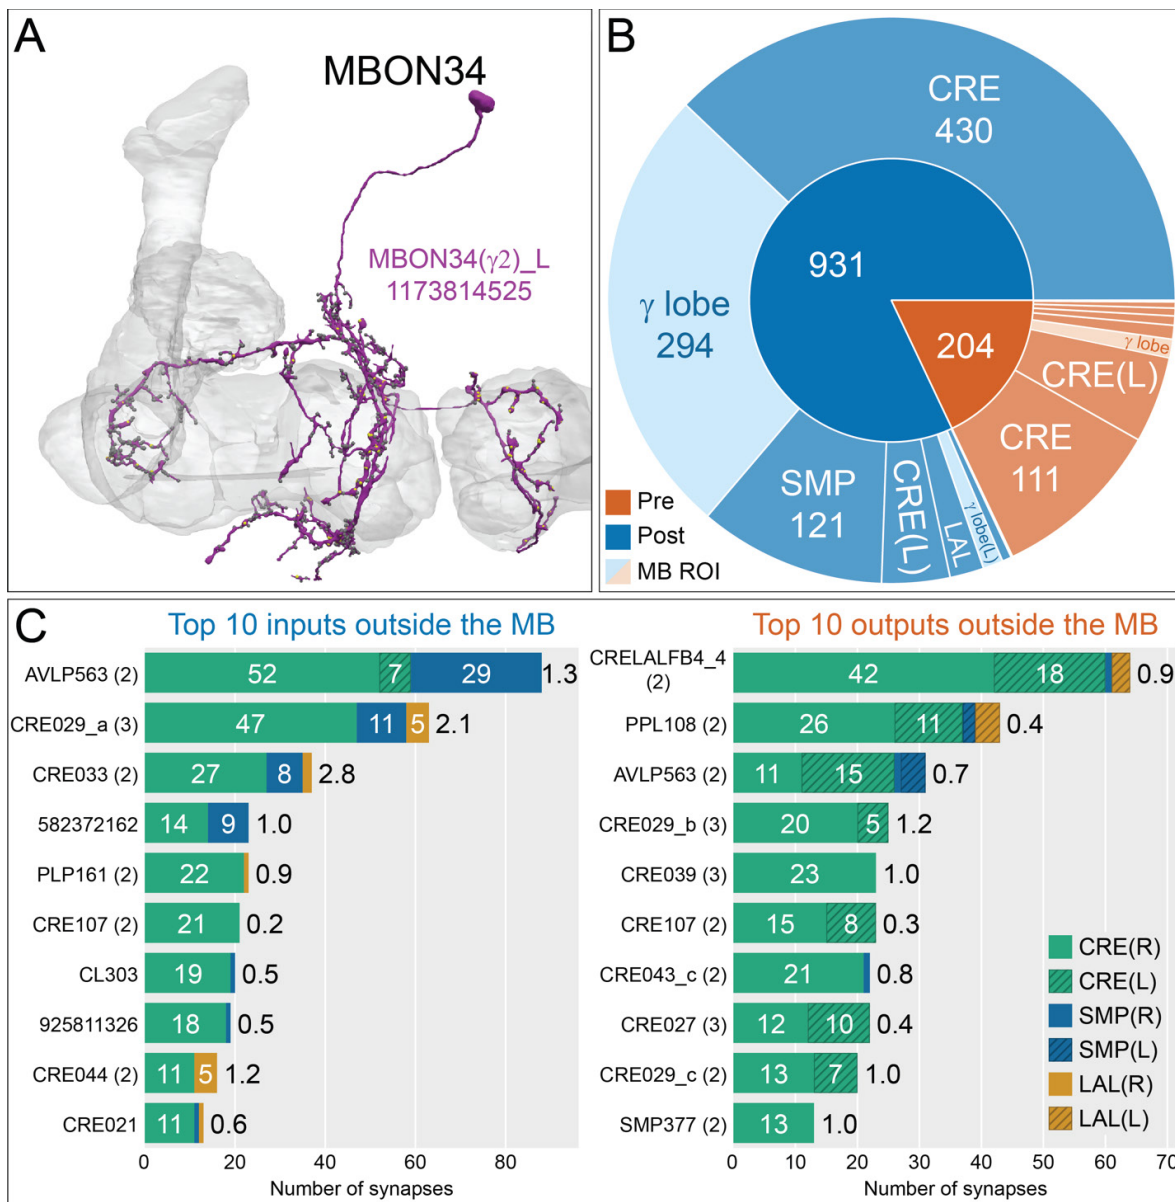 A
MBON34
MBON34(γ2)_L
1173814525
B
CRE
430
931
γ lobe
294
204
γ lobe
CRE(L)
CRE
111
SMP
121
CRE(L)
LAL
γ lobe(L)
Pre
Post
MB ROI
C
Top 10 inputs outside the MB
AVLP563 (2) 52 7 29 1.3
CRE029_a (3) 47 11 5 2.1
CRE033 (2) 27 8 2.8
582372162 14 9 1.0
PLP161 (2) 22 0.9
CRE107 (2) 21 0.2
CL303 19 0.5
925811326 18 0.5
CRE044 (2) 11 5 1.2
CRE021 11 0.6
0 20 40 60 80
Number of synapses
Top 10 outputs outside the MB
CRELALFB4_4
(2) 42 18 0.9
PPL108 (2) 26 11 0.4
AVLP563 (2) 11 15 0.7
CRE029_b (3) 20 5 1.2
CRE039 (3) 23 1.0
CRE107 (2) 15 8 0.3
CRE043_c (2) 21 0.8
CRE027 (3) 12 10 0.4
CRE029_c (2) 13 7 1.0
SMP377 (2) 13 1.0
CRE(R)
CRE(L)
SMP(R)
SMP(L)
LAL(R)
LAL(L)
0 10 20 30 40 50 60 70
Number of synapses